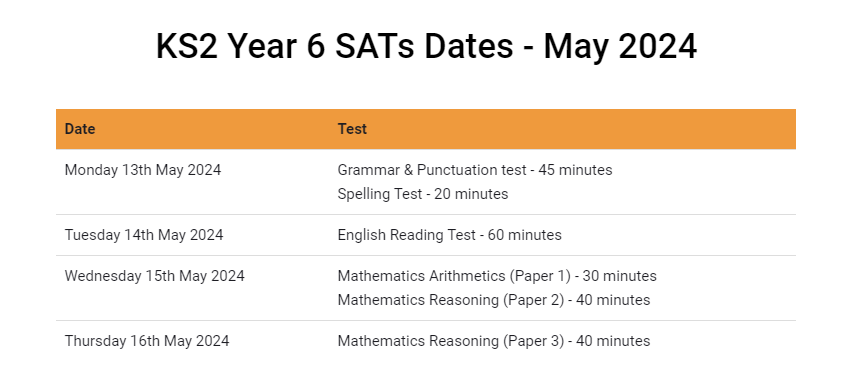 KS2 Year 6 SATs Dates - May 2024
Date Test
Monday 13th May 2024 Grammar & Punctuation test - 45 minutes
Spelling Test - 20 minutes
Tuesday 14th May 2024 English Reading Test - 60 minutes
Wednesday 15th May 2024 Mathematics Arithmetics (Paper 1) - 30 minutes
Mathematics Reasoning (Paper 2) - 40 minutes
Thursday 16th May 2024 Mathematics Reasoning (Paper 3) - 40 minutes